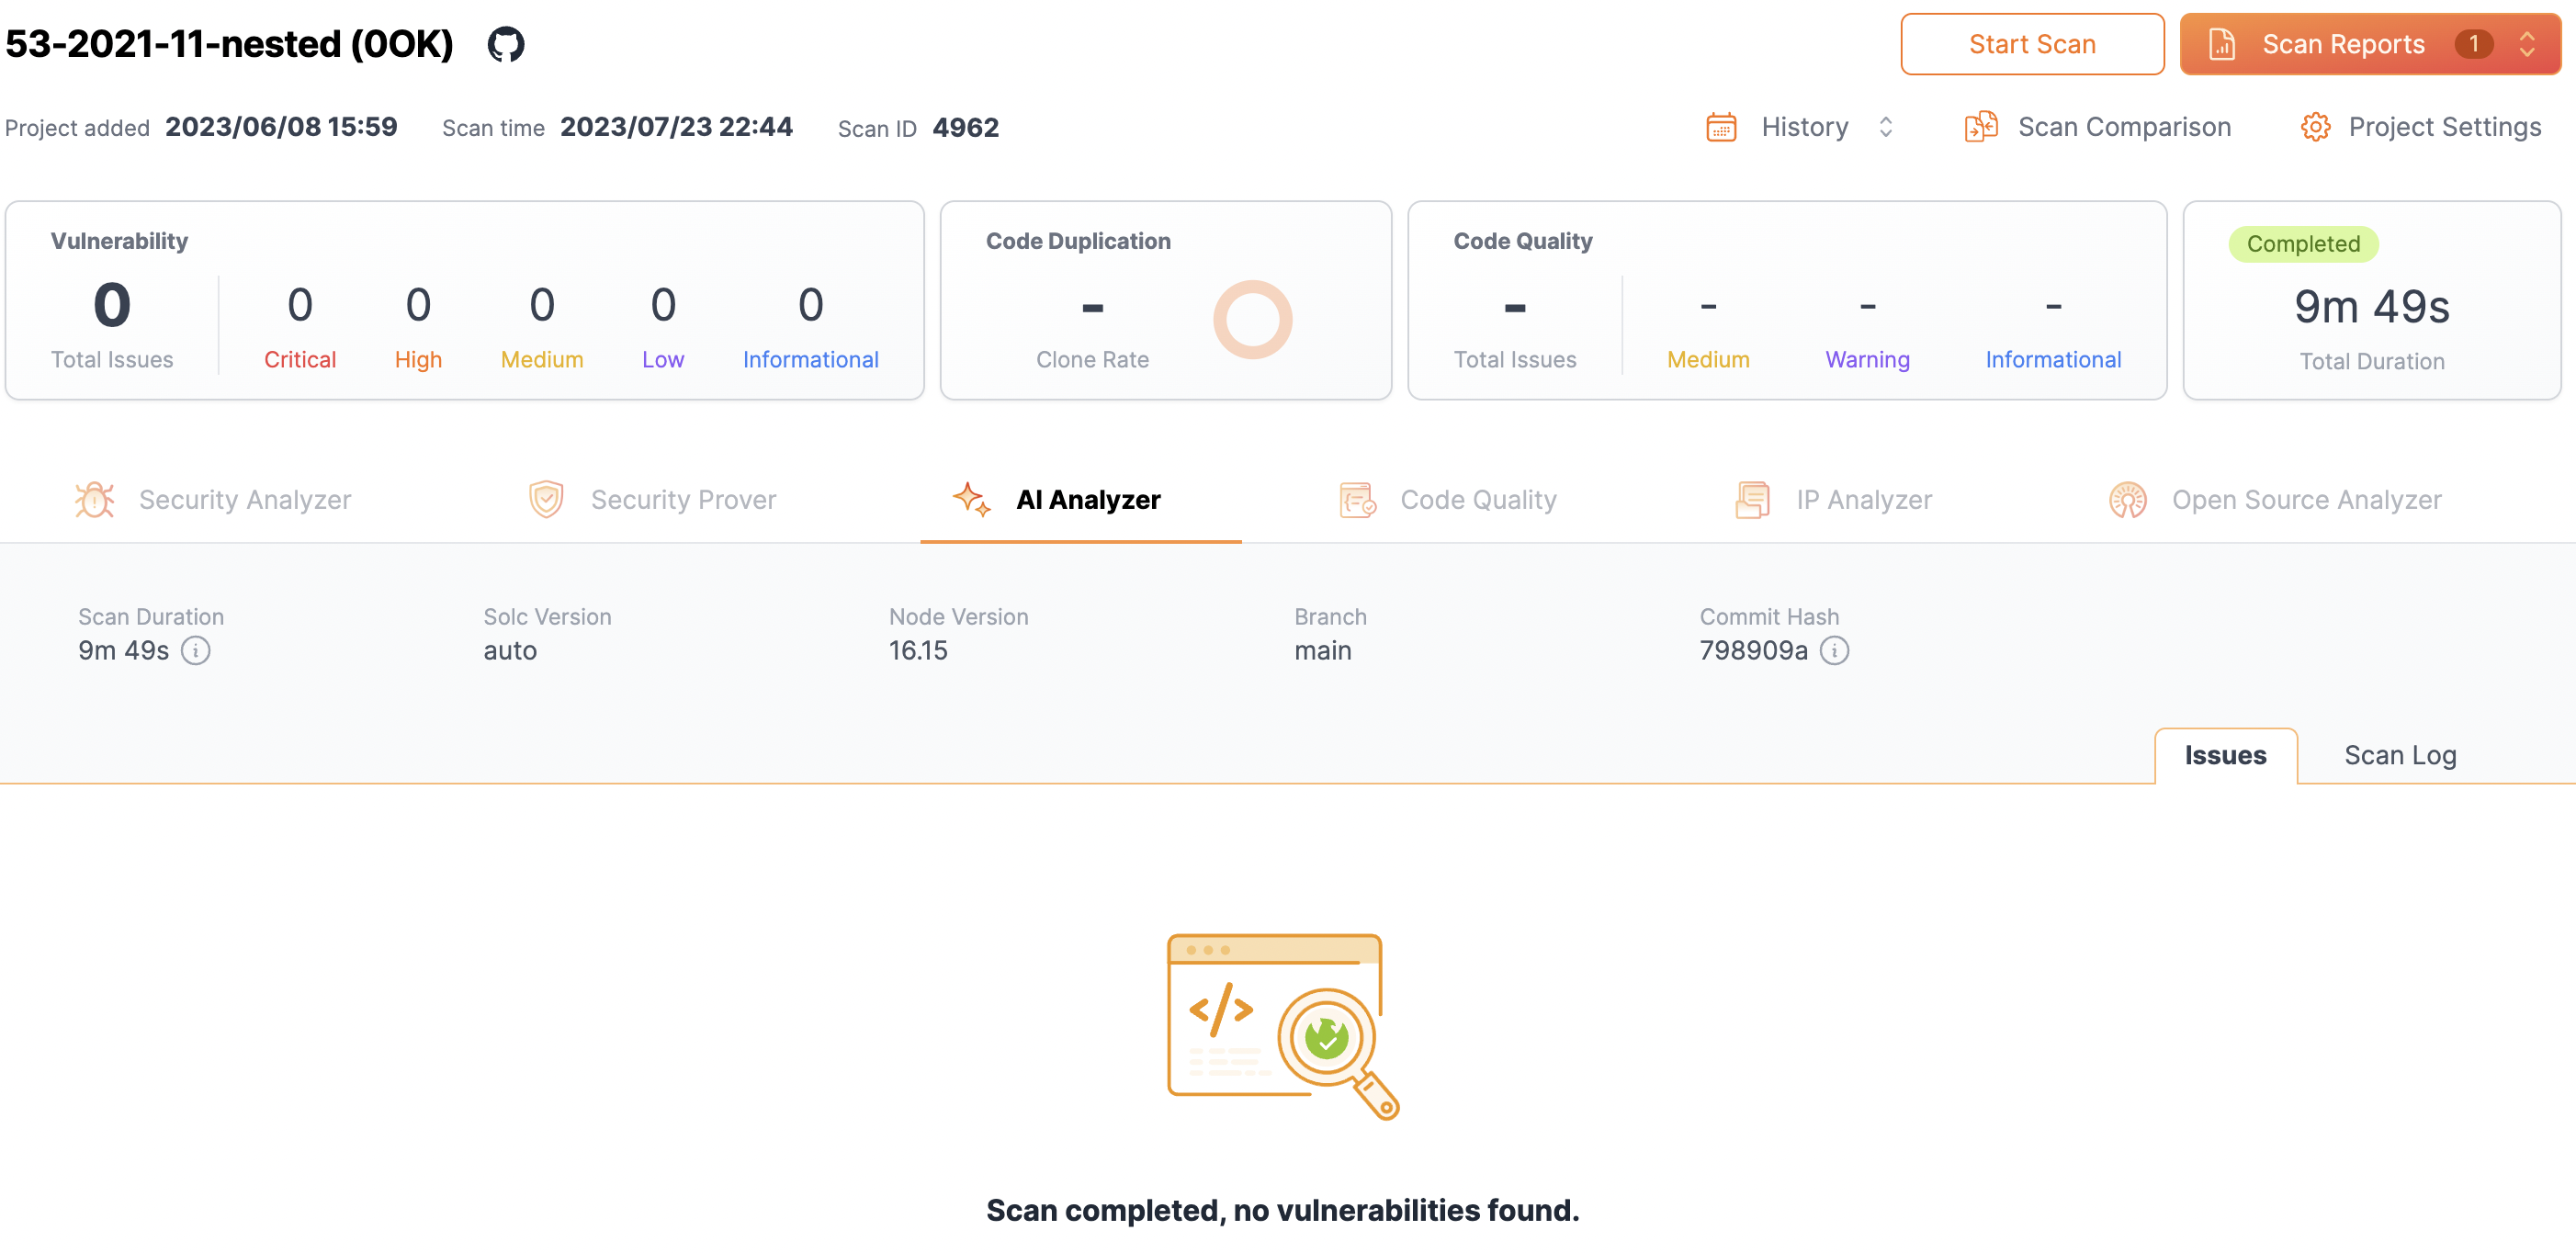 53-2021-11-nested (0OK)
Start Scan
Scan Reports 1
Project added 2023/06/08 15:59 Scan time 2023/07/23 22:44 Scan ID 4962
History
Scan Comparison
Project Settings
Vulnerability
0 0 0 0 0 0
Total Issues Critical High Medium Low Informational
Code Duplication
-
Clone Rate
Code Quality
- - - -
Total Issues Medium Warning Informational
Completed
9m 49s
Total Duration
Security Analyzer
Security Prover
AI Analyzer
Code Quality
IP Analyzer
Open Source Analyzer
Scan Duration Solc Version Node Version Branch Commit Hash
9m 49s auto 16.15 main 798909a
Issues
Scan Log
</>
Scan completed, no vulnerabilities found.